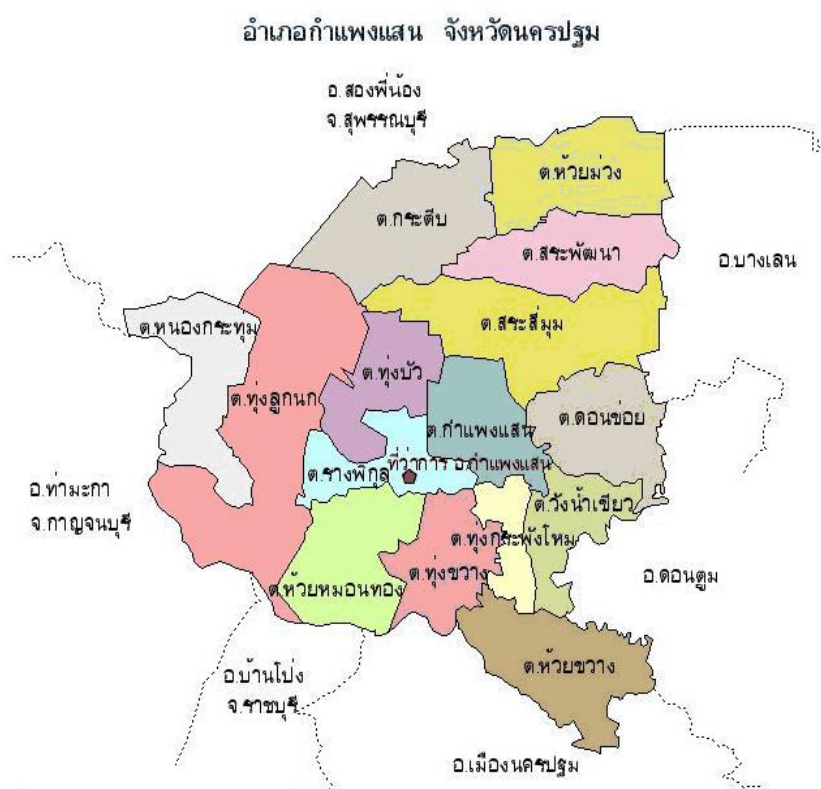 อำเภอกำแพงแสน จังหวัดนครปฐม
อ.สองพี่น้อง
จ.สุพรรณบุรี
ต.ห้วยม่วง
ต.กระตีบ
ต.สระพัฒนา
อ.บางเลน
ต.หนองกระทุม
ต.สระสี่มุม
ต.ทุ่งบัว
ต.ทุ่งลูกนก
ต.กำแพงแสน
ต.ดอนข่อย
ที่ว่าการ อ.กำแพงแสน
ต.รางพิกุล
อ.ท่ามะกา
จ.กาญจนบุรี
ต.วังน้ำเขียว
ต.ทุ่งกระพังโหม
ต.ทุ่งขวาง
อ.ดอนตูม
ต.ห้วยหมอนทอง
ต.ห้วยขวาง
อ.บ้านโป่ง
จ.ราชบุรี
อ.เมืองนครปฐม